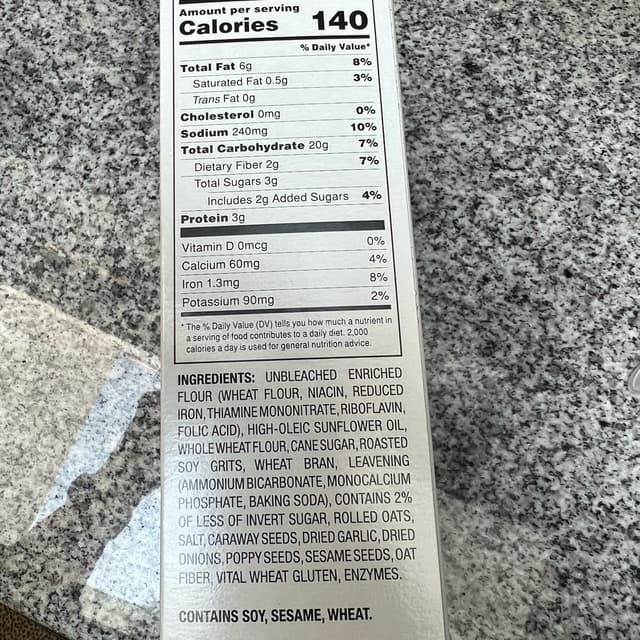 Amount per serving
Calories 140
% Daily Value*
Total Fat 6g 8%
Saturated Fat 0.5g 3%
Trans Fat 0g
Cholesterol 0mg 0%
Sodium 240mg 10%
Total Carbohydrate 20g 7%
Dietary Fiber 2g 7%
Total Sugars 3g
Includes 2g Added Sugars 4%
Protein 3g
Vitamin D 0mcg 0%
Calcium 60mg 4%
Iron 1.3mg 8%
Potassium 90mg 2%
* The % Daily Value (DV) tells you how much a nutrient in
a serving of food contributes to a daily diet. 2,000
calories a day is used for general nutrition advice.
INGREDIENTS: UNBLEACHED ENRICHED
FLOUR (WHEAT FLOUR, NIACIN, REDUCED
IRON, THIAMINE MONONITRATE, RIBOFLAVIN,
FOLIC ACID), HIGH-OLEIC SUNFLOWER OIL,
WHOLE WHEAT FLOUR, CANE SUGAR, ROASTED
SOY GRITS, WHEAT BRAN, LEAVENING
(AMMONIUM BICARBONATE, MONOCALCIUM
PHOSPHATE, BAKING SODA), CONTAINS 2%
OF LESS OF INVERT SUGAR, ROLLED OATS,
SALT, CARAWAY SEEDS, DRIED GARLIC, DRIED
ONIONS, POPPY SEEDS, SESAME SEEDS, OAT
FIBER, VITAL WHEAT GLUTEN, ENZYMES.
CONTAINS SOY, SESAME, WHEAT.